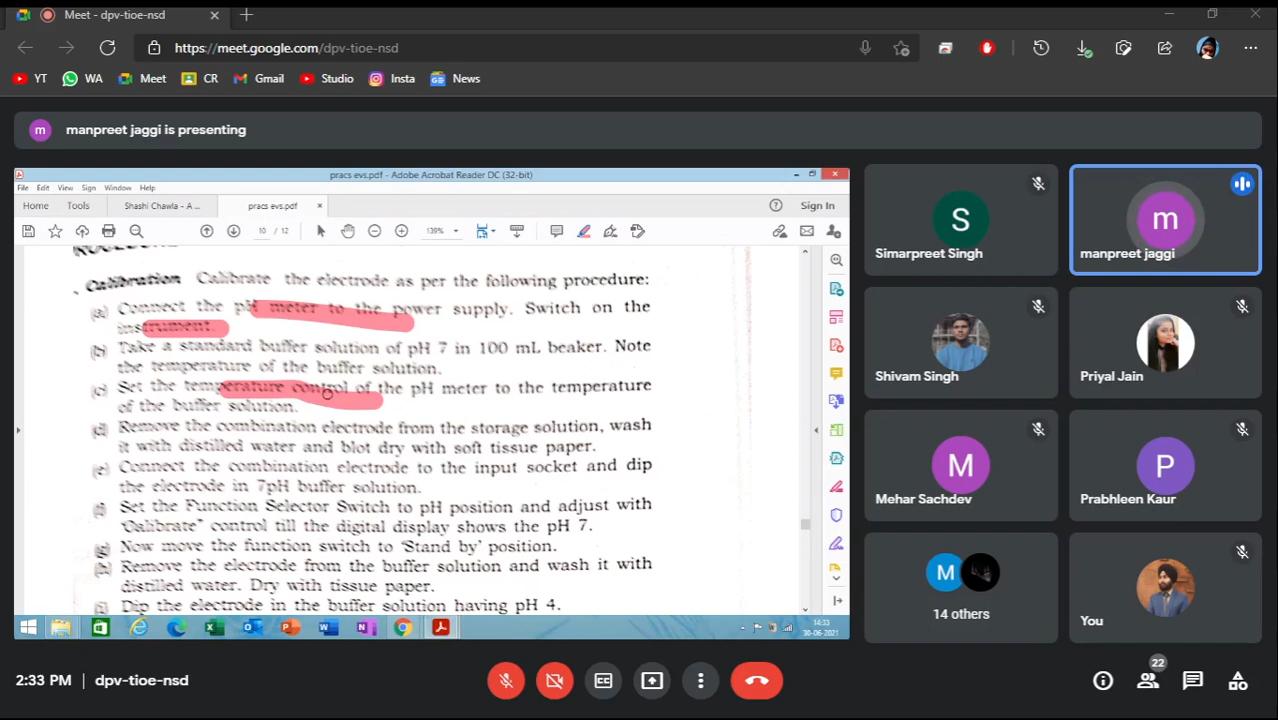 Meet - dpv-tioe-nsd
https://meet.google.com/dpv-tioe-nsd
YT WA Meet CR Gmail Studio Insta News
m manpreet jaggi is presenting
pracs evs.pdf - Adobe Acrobat Reader DC (32-bit)
File Edit View Sign Window Help
Home Tools Shashi Chawla - A ... pracs evs.pdf × Sign In
10 / 12 139%
Calibration Calibrate the electrode as per the following procedure:
(a) Connect the pH meter to the power supply. Switch on the
instrument.
(b) Take a standard buffer solution of pH 7 in 100 mL beaker. Note
the temperature of the buffer solution.
(c) Set the temperature control of the pH meter to the temperature
of the buffer solution.
(d) Remove the combination electrode from the storage solution, wash
it with distilled water and blot dry with soft tissue paper.
(e) Connect the combination electrode to the input socket and dip
the electrode in 7pH buffer solution.
(f) Set the Function Selector Switch to pH position and adjust with
"Calibrate" control till the digital display shows the pH 7.
(g) Now move the function switch to 'Stand by' position.
(h) Remove the electrode from the buffer solution and wash it with
distilled water. Dry with tissue paper.
(i) Dip the electrode in the buffer solution having pH 4.
14:33
30-06-2021
S
Simarpreet Singh
m
manpreet jaggi
Shivam Singh
Priyal Jain
M
Mehar Sachdev
P
Prabhleen Kaur
M
14 others
You
2:33 PM dpv-tioe-nsd
22